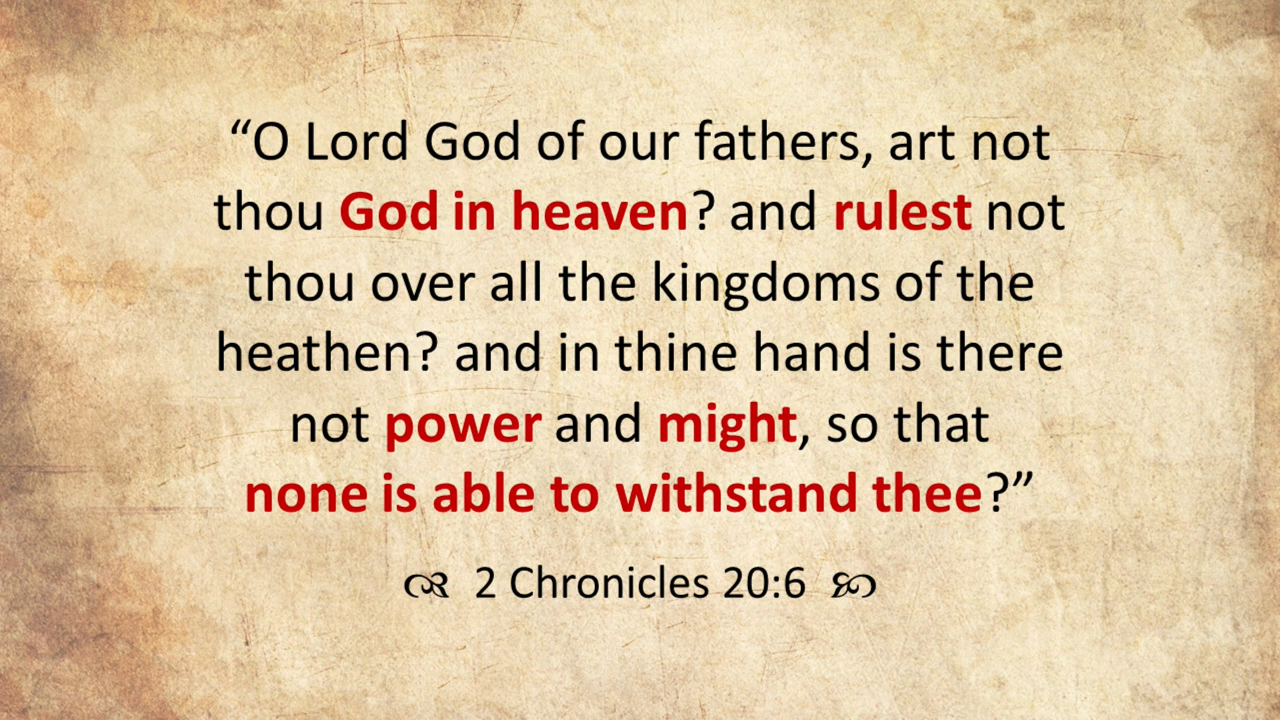 “O Lord God of our fathers, art not
thou God in heaven? and rulest not
thou over all the kingdoms of the
heathen? and in thine hand is there
not power and might, so that
none is able to withstand thee?”
2 Chronicles 20:6